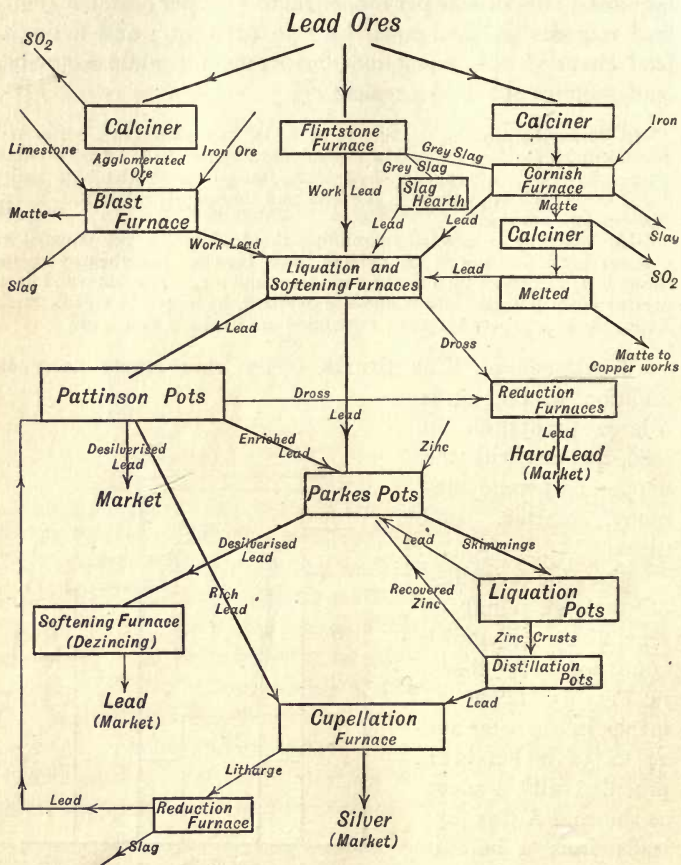 Lead Ores
SO2
Calciner
Flintstone
Furnace
Calciner
Iron
Limestone
Agglomerated
Ore
Iron Ore
Grey Slag
Grey Slag
Cornish
Furnace
Work Lead
Slag
Hearth
Blast
Furnace
Matte
Matte
Lead
Lead
Calciner
Slay
Work Lead
SO2
Slag
Liquation and
Softening Furnaces
Lead
Melted
Lead
Dross
Matte to
Copper works
Pattinson Pots
Dross
Reduction
Furnaces
Lead
Desilverised
Lead
Enriched
Lead
Zinc
Lead
Hard Lead
(Market)
Market
Parkes Pots
Desilverised
Lead
Lead
Skimmings
Rich
Lead
Recovered
Zinc
Liquation
Pots
Softening Furnace
(Dezincing)
Zinc Crusts
Distillation
Pots
Lead
(Market)
Lead
Cupellation
Furnace
Litharge
Lead
Reduction
Furnace
Silver
(Market)
Slag